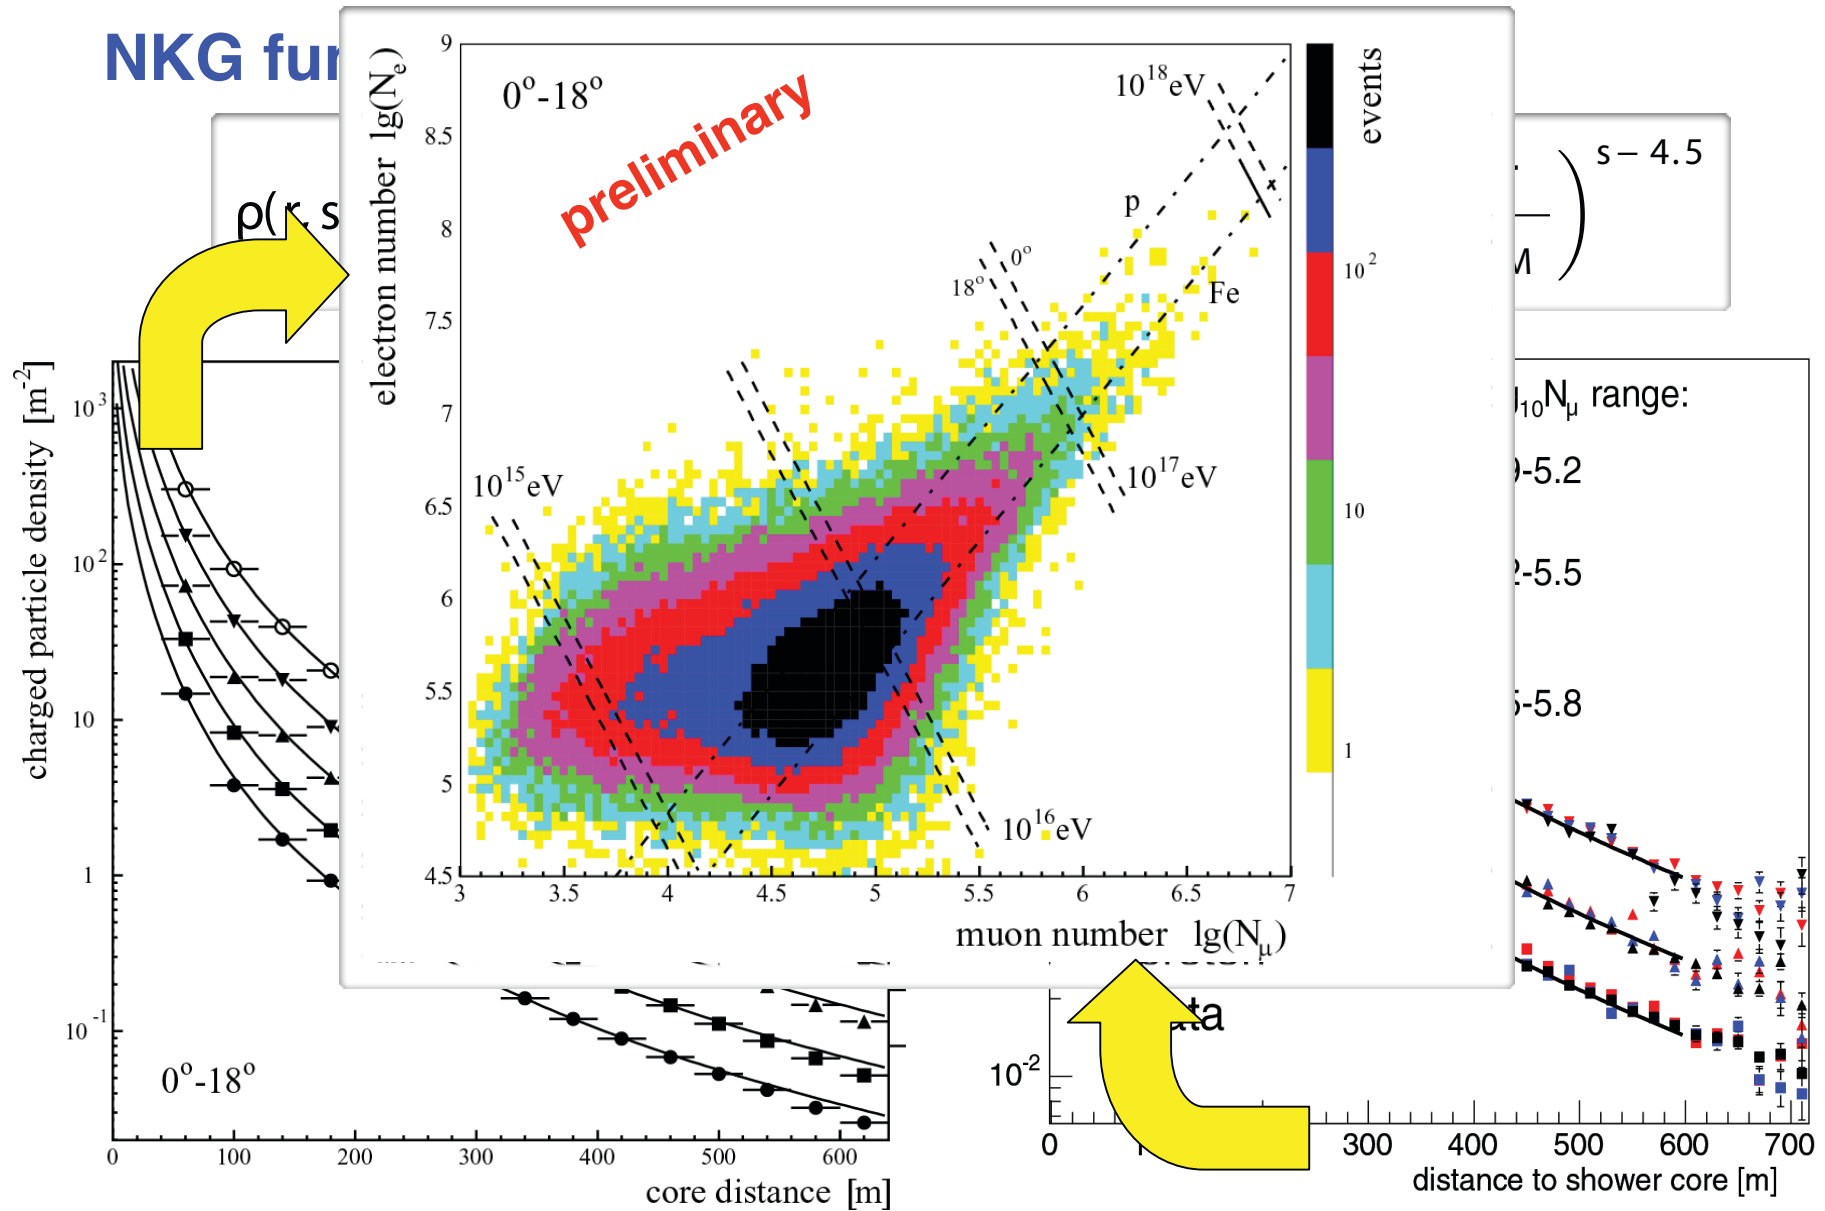 NKG fur
ρ(r, s
s – 4.5
0°-18°
preliminary
electron number lg(Nₑ)
9
8.5
8
7.5
7
6.5
6
5.5
5
4.5
3
3.5
4
4.5
5
5.5
6
6.5
7
muon number lg(N_μ)
10¹⁵eV
10¹⁶eV
10¹⁷eV
10¹⁸eV
0°
18°
p
Fe
events
10²
10
1
charged particle density [m⁻²]
10³
10²
10
1
10⁻¹
0°-18°
0
100
200
300
400
500
600
core distance [m]
₁₀N_μ range:
-5.2
-5.5
-5.8
ta
10⁻²
0
300
400
500
600
700
distance to shower core [m]